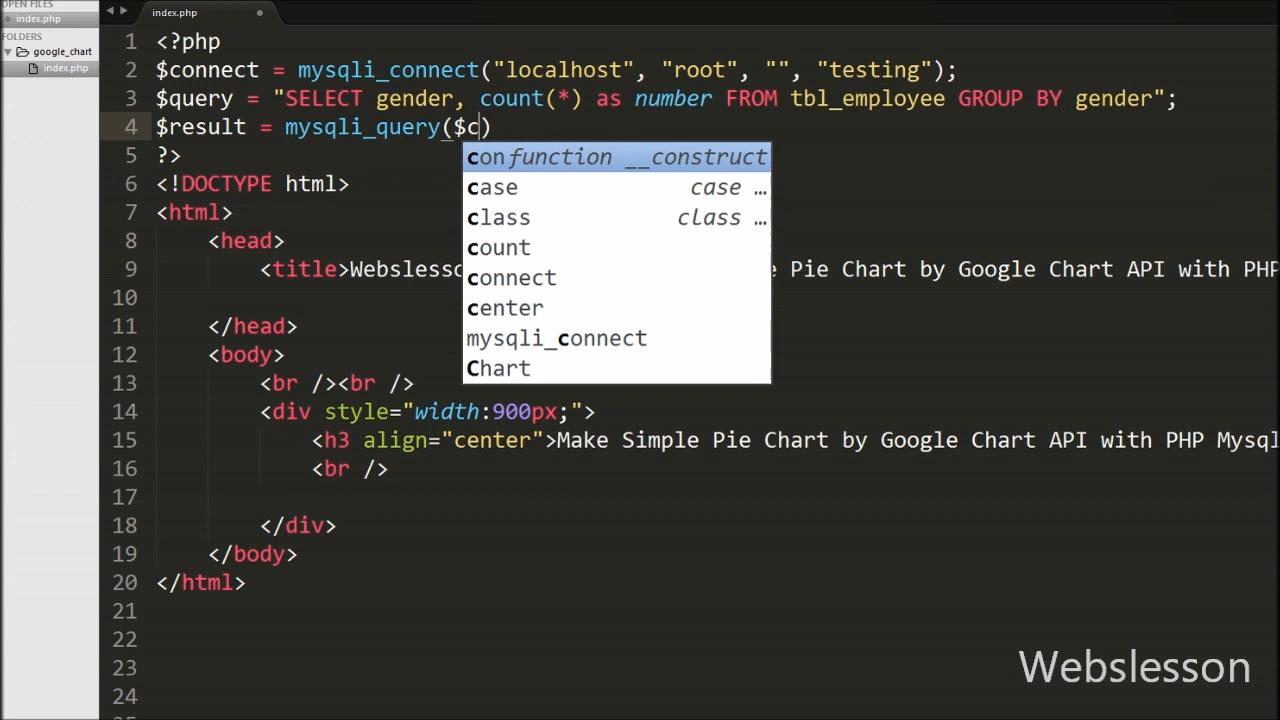 OPEN FILES
index.php
FOLDERS
google_chart
index.php
index.php
1 <?php
2 $connect = mysqli_connect("localhost", "root", "", "testing");
3 $query = "SELECT gender, count(*) as number FROM tbl_employee GROUP BY gender";
4 $result = mysqli_query($c)
5 ?>
con function __construct
6 <!DOCTYPE html>
case case …
7 <html>
class class …
8 <head>
count
9 <title>Webslesso e Pie Chart by Google Chart API with PHP
connect
10
center
11 </head>
mysqli_connect
12 <body>
Chart
13 <br /><br />
14 <div style="width:900px;">
15 <h3 align="center">Make Simple Pie Chart by Google Chart API with PHP Mysql
16 <br />
17
18 </div>
19 </body>
20 </html>
21
22
23
24
Webslesson